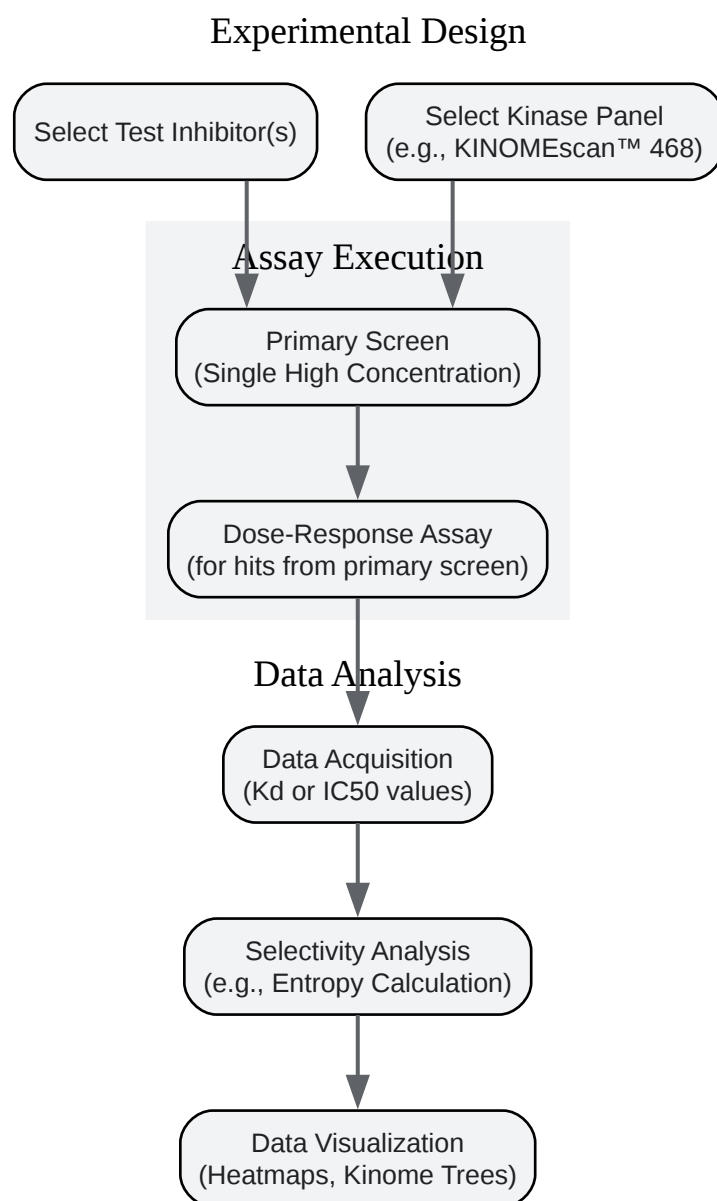 Experimental Design
Select Test Inhibitor(s)
Select Kinase Panel
(e.g., KINOMEscan™ 468)
Assay Execution
Primary Screen
(Single High Concentration)
Dose-Response Assay
(for hits from primary screen)
Data Analysis
Data Acquisition
(Kd or IC50 values)
Selectivity Analysis
(e.g., Entropy Calculation)
Data Visualization
(Heatmaps, Kinome Trees)